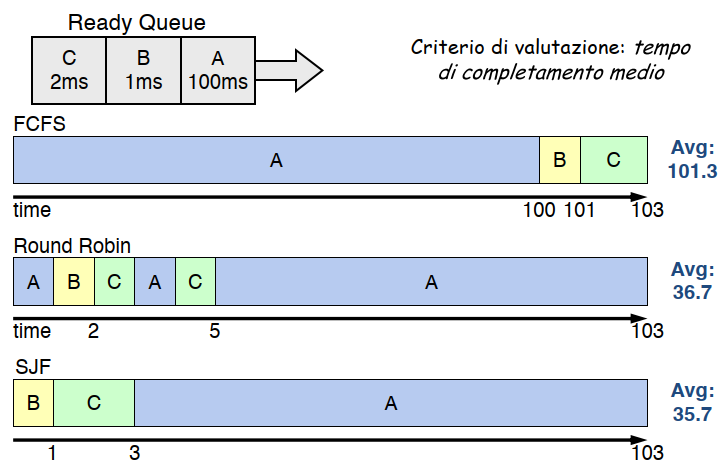 Ready Queue
C B A
2ms 1ms 100ms
Criterio di valutazione: tempo
di completamento medio
FCFS
A B C
Avg:
101.3
time 100 101 103
Round Robin
A B C A C A
Avg:
36.7
time 2 5 103
SJF
B C A
Avg:
35.7
1 3 103